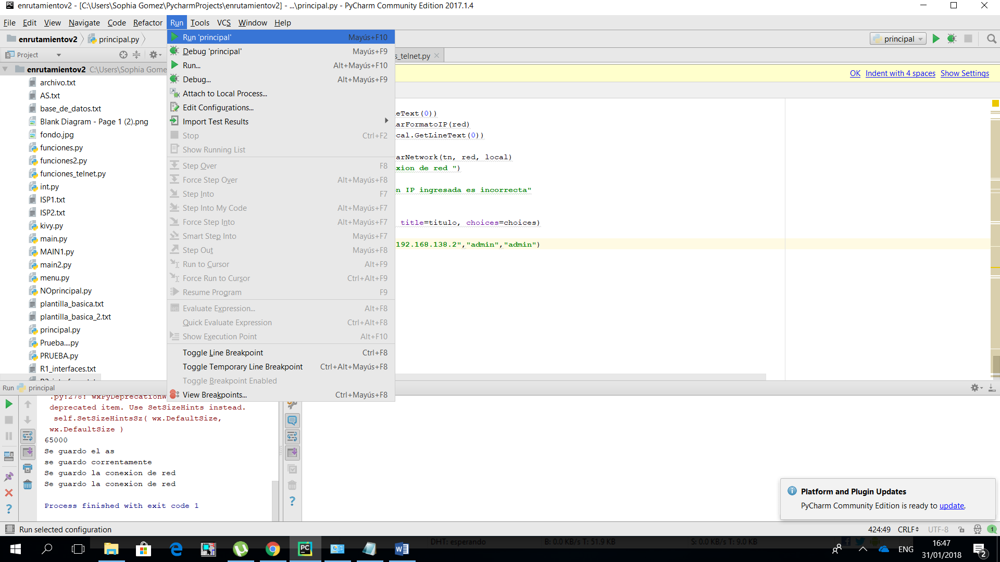 enrutamientov2 - [C:\Users\Sophia Gomez\PycharmProjects\enrutamientov2] - ...\principal.py - PyCharm Community Edition 2017.1.4
File Edit View Navigate Code Refactor Run Tools VCS Window Help
enrutamientov2 principal.py
principal
Project
s_telnet.py
enrutamientov2 C:\Users\Sophia Gome
archivo.txt
AS.txt
base_de_datos.txt
Blank Diagram - Page 1 (2).png
fondo.jpg
funciones.py
funciones2.py
funciones_telnet.py
int.py
ISP1.txt
ISP2.txt
kivy.py
main.py
MAIN1.py
main2.py
menu.py
NOprincipal.py
plantilla_basica.txt
plantilla_basica_2.txt
principal.py
Prueba....py
PRUEBA.py
R1_interfaces.txt
Run 'principal' Mayús+F10
Debug 'principal' Mayús+F9
Run... Alt+Mayús+F10
Debug... Alt+Mayús+F9
Attach to Local Process...
Edit Configurations...
Import Test Results
Stop Ctrl+F2
Show Running List
Step Over F8
Force Step Over Alt+Mayús+F8
Step Into F7
Step Into My Code Alt+Mayús+F7
Force Step Into Alt+Mayús+F7
Smart Step Into Mayús+F7
Step Out Mayús+F8
Run to Cursor Alt+F9
Force Run to Cursor Ctrl+Alt+F9
Resume Program F9
Evaluate Expression... Alt+F8
Quick Evaluate Expression Ctrl+Alt+F8
Show Execution Point Alt+F10
Toggle Line Breakpoint Ctrl+F8
Toggle Temporary Line Breakpoint Ctrl+Alt+Mayús+F8
Toggle Breakpoint Enabled
View Breakpoints... Ctrl+Mayús+F8
OK Indent with 4 spaces Show Settings
eText(0))
arFormatoIP(red)
cal.GetLineText(0))
arNetwork(tn, red, local)
xion de red ")
n IP ingresada es incorrecta"
title=titulo, choices=choices)
192.168.138.2","admin","admin")
Run principal
.py:278: wxPyDeprecationW
deprecated item. Use SetSizeHints instead.
self.SetSizeHintsSz( wx.DefaultSize,
wx.DefaultSize )
65000
Se guardo el as
se guardo correntamente
Se guardo la conexion de red
Se guardo la conexion de red
Process finished with exit code 1
Platform and Plugin Updates
PyCharm Community Edition is ready to update.
Run selected configuration
424:49 CRLF UTF-8 1
DHT: esperando B: 0.0 KB/s T: 51.9 KB S: 0.0 KB/s T: 9.0 KB
ENG
16:47
31/01/2018
2